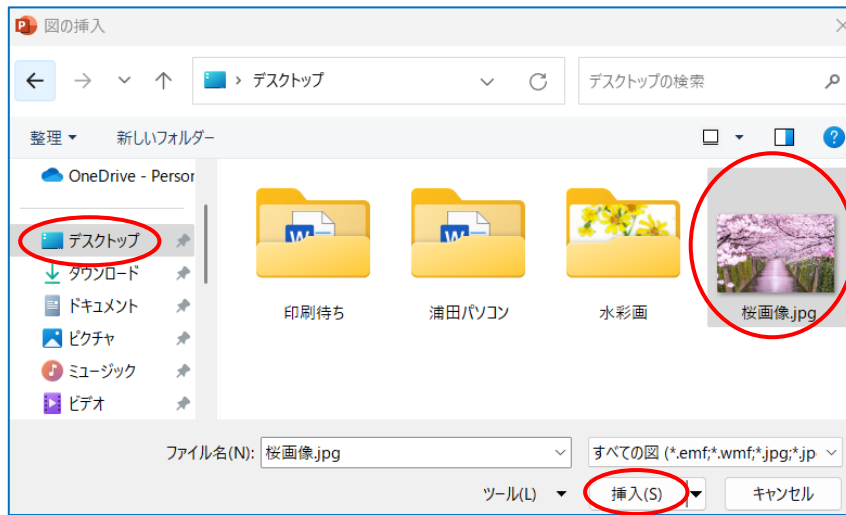 図の挿入
デスクトップ
デスクトップの検索
整理
新しいフォルダー
OneDrive - Person
デスクトップ
ダウンロード
ドキュメント
ピクチャ
ミュージック
ビデオ
印刷待ち
浦田パソコン
水彩画
桜画像.jpg
ファイル名(N): 桜画像.jpg
すべての図 (*.emf;*.wmf;*.jpg;*.jp
ツール(L)
挿入(S)
キャンセル